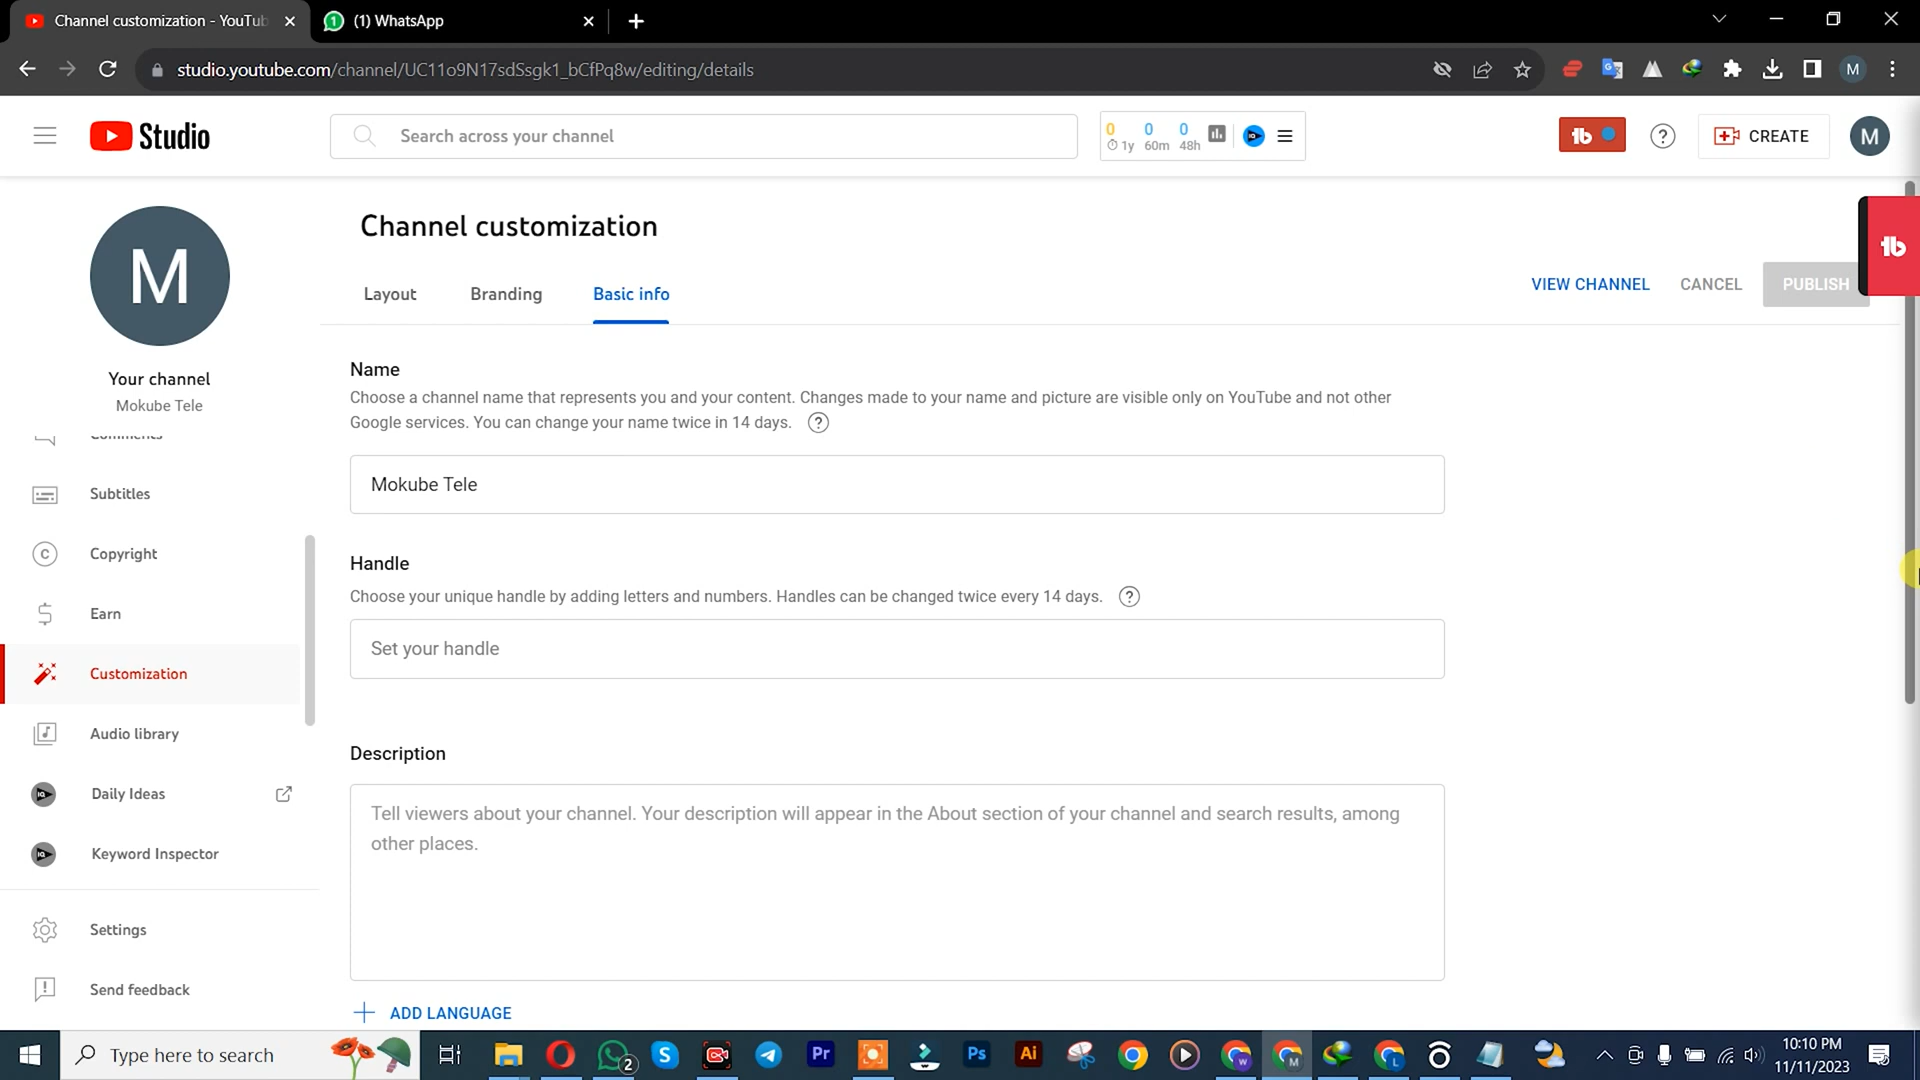 Channel customization - YouTub
(1) WhatsApp
studio.youtube.com/channel/UC11o9N17sdSsgk1_bCfPq8w/editing/details
M
Studio
Search across your channel
0 0 0
1y 60m 48h
CREATE
M
M
Your channel
Mokube Tele
Comments
Subtitles
Copyright
Earn
Customization
Audio library
Daily Ideas
Keyword Inspector
Settings
Send feedback
Channel customization
Layout
Branding
Basic info
VIEW CHANNEL
CANCEL
PUBLISH
Name
Choose a channel name that represents you and your content. Changes made to your name and picture are visible only on YouTube and not other
Google services. You can change your name twice in 14 days.
Mokube Tele
Handle
Choose your unique handle by adding letters and numbers. Handles can be changed twice every 14 days.
Set your handle
Description
Tell viewers about your channel. Your description will appear in the About section of your channel and search results, among
other places.
ADD LANGUAGE
Type here to search
2
Pr
Ps
Ai
10:10 PM
11/11/2023